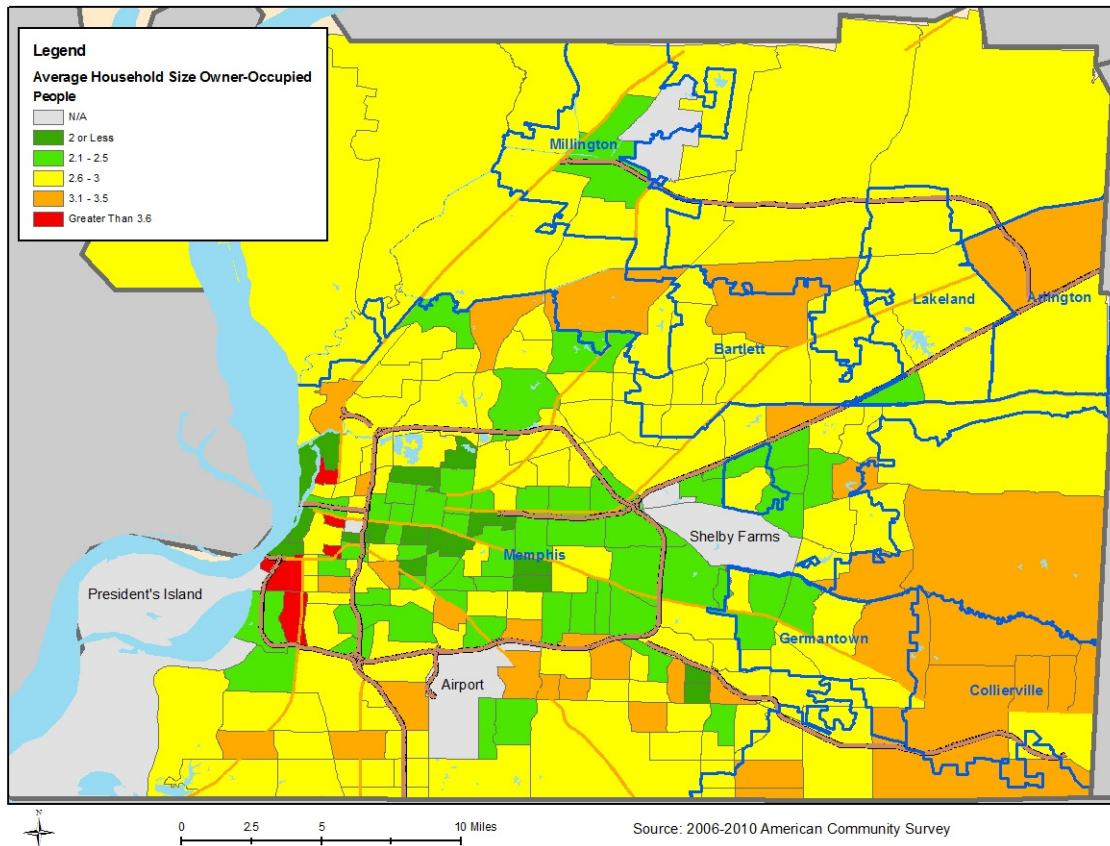 Legend
Average Household Size Owner-Occupied
People
N/A
2 or Less
2.1 - 2.5
2.6 - 3
3.1 - 3.5
Greater Than 3.6
Millington
Lakeland
Arlington
Bartlett
Shelby Farms
Memphis
President's Island
Germantown
Airport
Collierville
N
0 2.5 5 10 Miles
Source: 2006-2010 American Community Survey